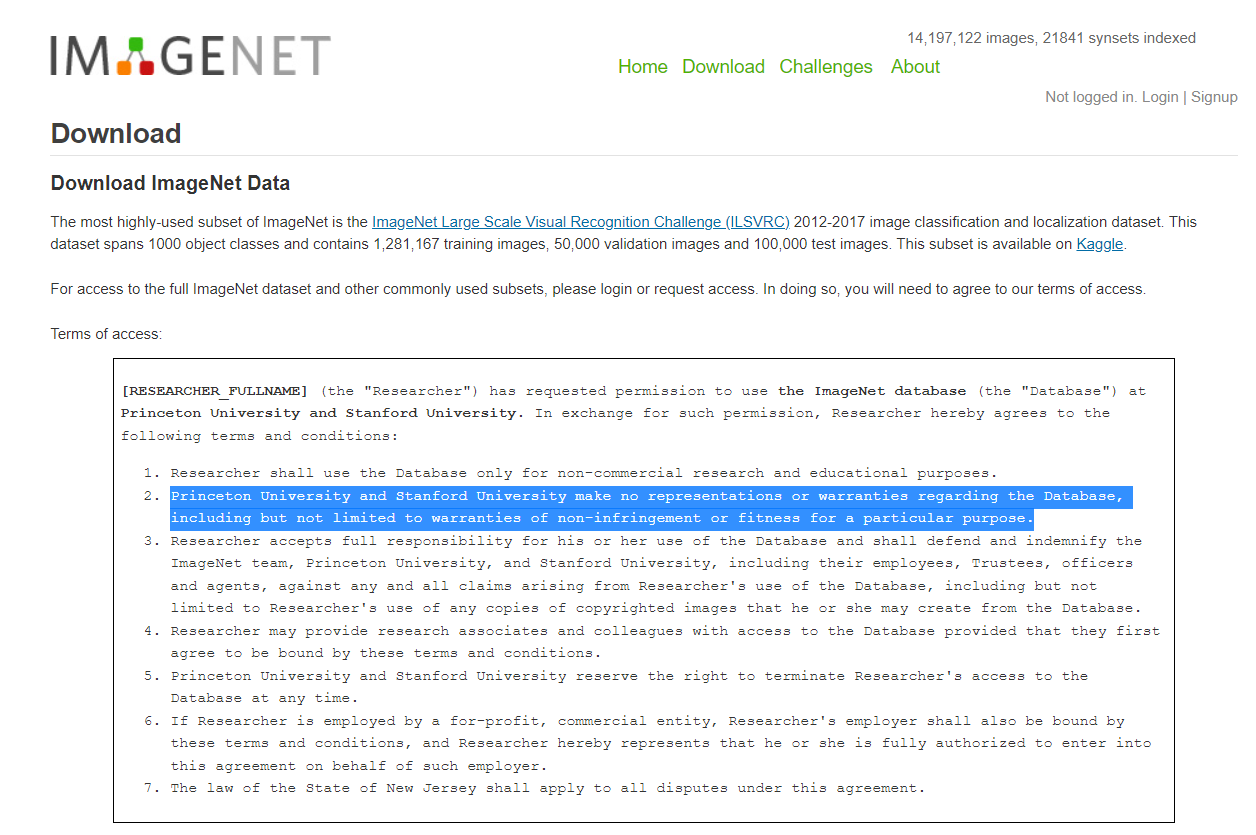 IMAGENET
14,197,122 images, 21841 synsets indexed
Home Download Challenges About
Not logged in. Login | Signup
Download
Download ImageNet Data
The most highly-used subset of ImageNet is the ImageNet Large Scale Visual Recognition Challenge (ILSVRC) 2012-2017 image classification and localization dataset. This
dataset spans 1000 object classes and contains 1,281,167 training images, 50,000 validation images and 100,000 test images. This subset is available on Kaggle.
For access to the full ImageNet dataset and other commonly used subsets, please login or request access. In doing so, you will need to agree to our terms of access.
Terms of access:
[RESEARCHER_FULLNAME] (the "Researcher") has requested permission to use the ImageNet database (the "Database") at
Princeton University and Stanford University. In exchange for such permission, Researcher hereby agrees to the
following terms and conditions:
1. Researcher shall use the Database only for non-commercial research and educational purposes.
2. Princeton University and Stanford University make no representations or warranties regarding the Database,
including but not limited to warranties of non-infringement or fitness for a particular purpose.
3. Researcher accepts full responsibility for his or her use of the Database and shall defend and indemnify the
ImageNet team, Princeton University, and Stanford University, including their employees, Trustees, officers
and agents, against any and all claims arising from Researcher's use of the Database, including but not
limited to Researcher's use of any copies of copyrighted images that he or she may create from the Database.
4. Researcher may provide research associates and colleagues with access to the Database provided that they first
agree to be bound by these terms and conditions.
5. Princeton University and Stanford University reserve the right to terminate Researcher's access to the
Database at any time.
6. If Researcher is employed by a for-profit, commercial entity, Researcher's employer shall also be bound by
these terms and conditions, and Researcher hereby represents that he or she is fully authorized to enter into
this agreement on behalf of such employer.
7. The law of the State of New Jersey shall apply to all disputes under this agreement.